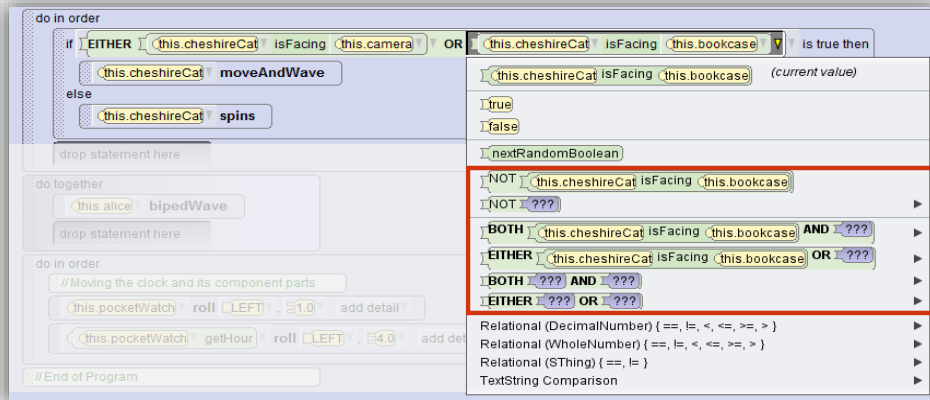 do in order
if EITHER this.cheshireCat isFacing this.camera OR this.cheshireCat isFacing this.bookcase is true then
this.cheshireCat moveAndWave
else
this.cheshireCat spins
drop statement here
do together
this.alice bipedWave
drop statement here
do in order
//Moving the clock and its component parts
this.pocketWatch roll LEFT , 1.0 add detail
this.pocketWatch getHour roll LEFT , 4.0 add det
//End of Program
this.cheshireCat isFacing this.bookcase (current value)
true
false
nextRandomBoolean
NOT this.cheshireCat isFacing this.bookcase
NOT ???
BOTH this.cheshireCat isFacing this.bookcase AND ???
EITHER this.cheshireCat isFacing this.bookcase OR ???
BOTH ??? AND ???
EITHER ??? OR ???
Relational (DecimalNumber) { ==, !=, <, <=, >=, > }
Relational (WholeNumber) { ==, !=, <, <=, >=, > }
Relational (SThing) { ==, != }
TextString Comparison